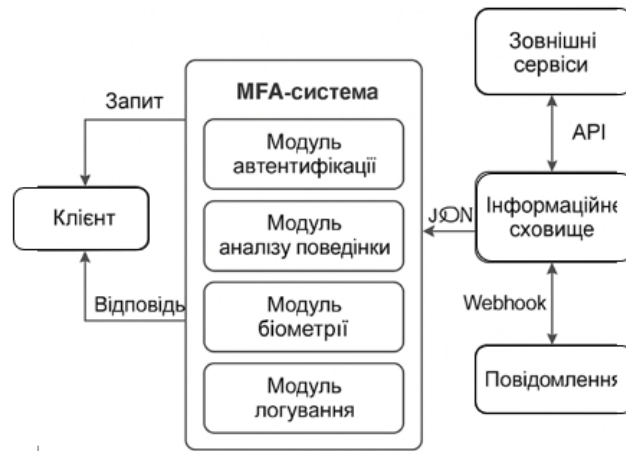 Зовнішні
сервіси
Запит
MFA-система
API
Модуль
автентифікації
Клієнт
Модуль
аналізу поведінки
JSON
Інформаційне
сховище
Відповідь
Модуль
біометрії
Webhook
Модуль
логування
Повідомлення